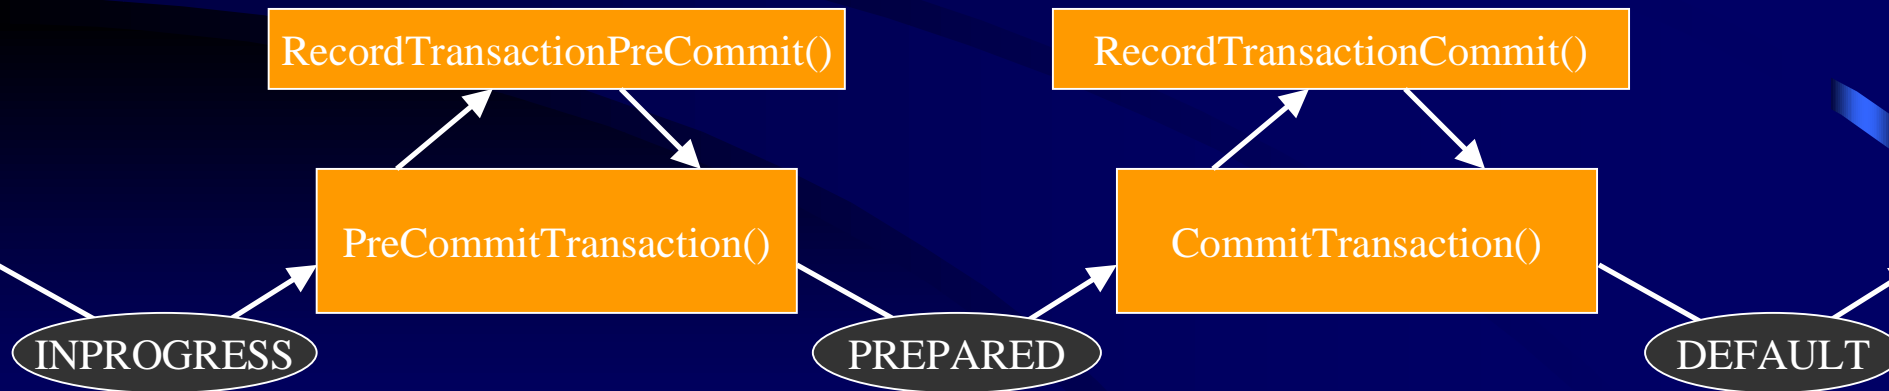 RecordTransactionPreCommit()
RecordTransactionCommit()
PreCommitTransaction()
CommitTransaction()
INPROGRESS
PREPARED
DEFAULT